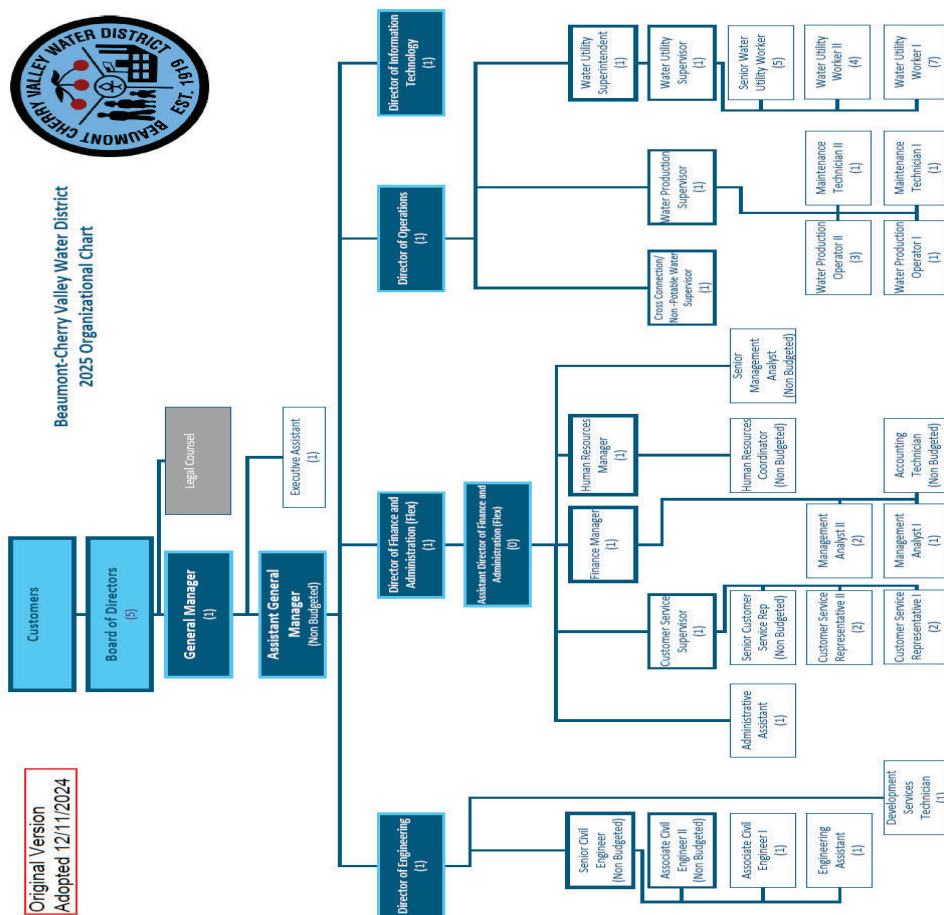 Original Version
Adopted 12/11/2024
Beaumont-Cherry Valley Water District
2025 Organizational Chart
BEAUMONT CHERRY VALLEY WATER DISTRICT
EST. 1919
Customers
Board of Directors
(5)
Legal Counsel
General Manager
(1)
Executive Assistant
(1)
Assistant General
Manager
(Non Budgeted)
Director of Engineering
(1)
Director of Finance and
Administration (Flex)
(1)
Director of Operations
(1)
Director of Information
Technology
(1)
Assistant Director of Finance and
Administration (Flex)
(0)
Senior Civil
Engineer
(Non Budgeted)
Associate Civil
Engineer II
(Non Budgeted)
Associate Civil
Engineer I
(1)
Engineering
Assistant
(1)
Development
Services
Technician
(1)
Administrative
Assistant
(1)
Customer Service
Supervisor
(1)
Senior Customer
Service Rep
(Non Budgeted)
Customer Service
Representative II
(2)
Customer Service
Representative I
(2)
Finance Manager
(1)
Management
Analyst II
(2)
Management
Analyst I
(1)
Accounting
Technician
(Non Budgeted)
Human Resources
Manager
(1)
Human Resources
Coordinator
(Non Budgeted)
Senior
Management
Analyst
(Non Budgeted)
Cross Connection/
Non -Potable Water
Supervisor
(1)
Water Production
Supervisor
(1)
Water Production
Operator II
(3)
Maintenance
Technician II
(1)
Water Production
Operator I
(1)
Maintenance
Technician I
(1)
Water Utility
Superintendent
(1)
Water Utility
Supervisor
(1)
Senior Water
Utility Worker
(5)
Water Utility
Worker II
(4)
Water Utility
Worker I
(7)